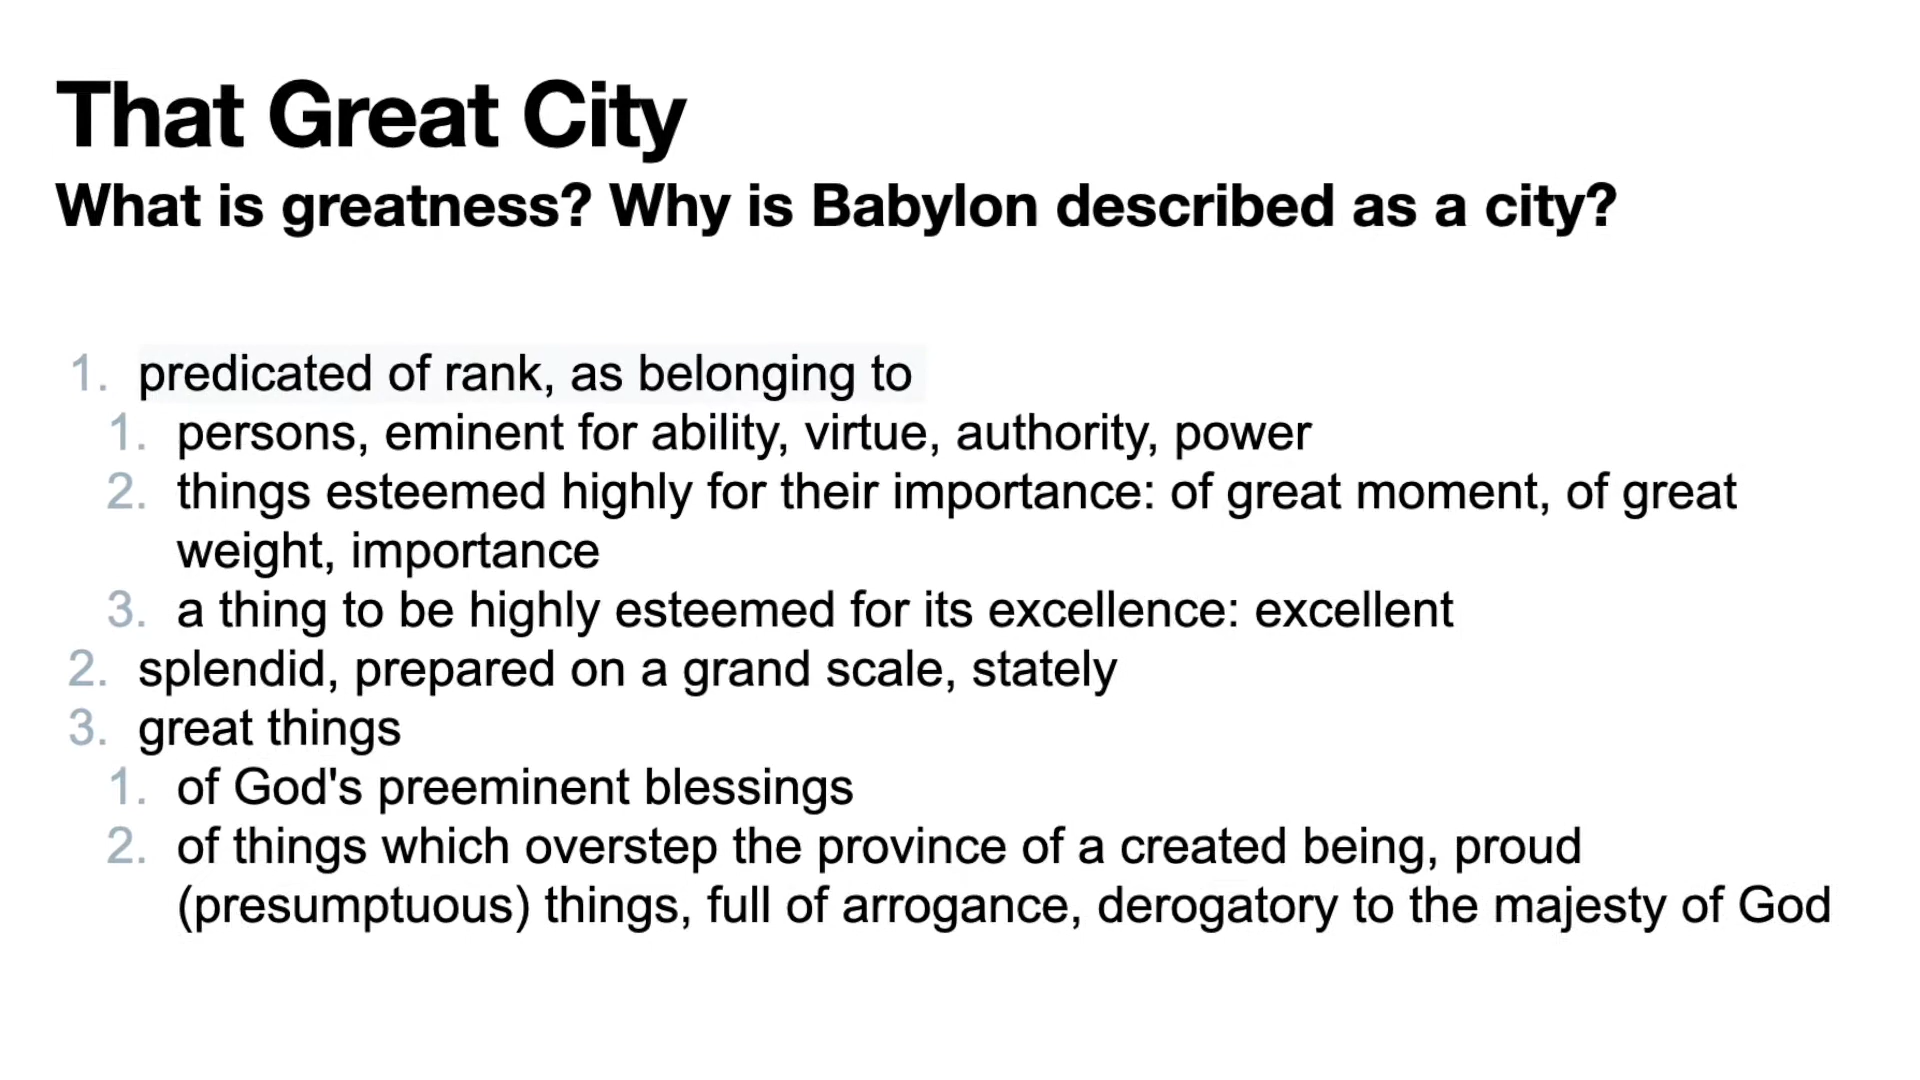 That Great City
What is greatness? Why is Babylon described as a city?
1. predicated of rank, as belonging to
1. persons, eminent for ability, virtue, authority, power
2. things esteemed highly for their importance: of great moment, of great
weight, importance
3. a thing to be highly esteemed for its excellence: excellent
2. splendid, prepared on a grand scale, stately
3. great things
1. of God's preeminent blessings
2. of things which overstep the province of a created being, proud
(presumptuous) things, full of arrogance, derogatory to the majesty of God